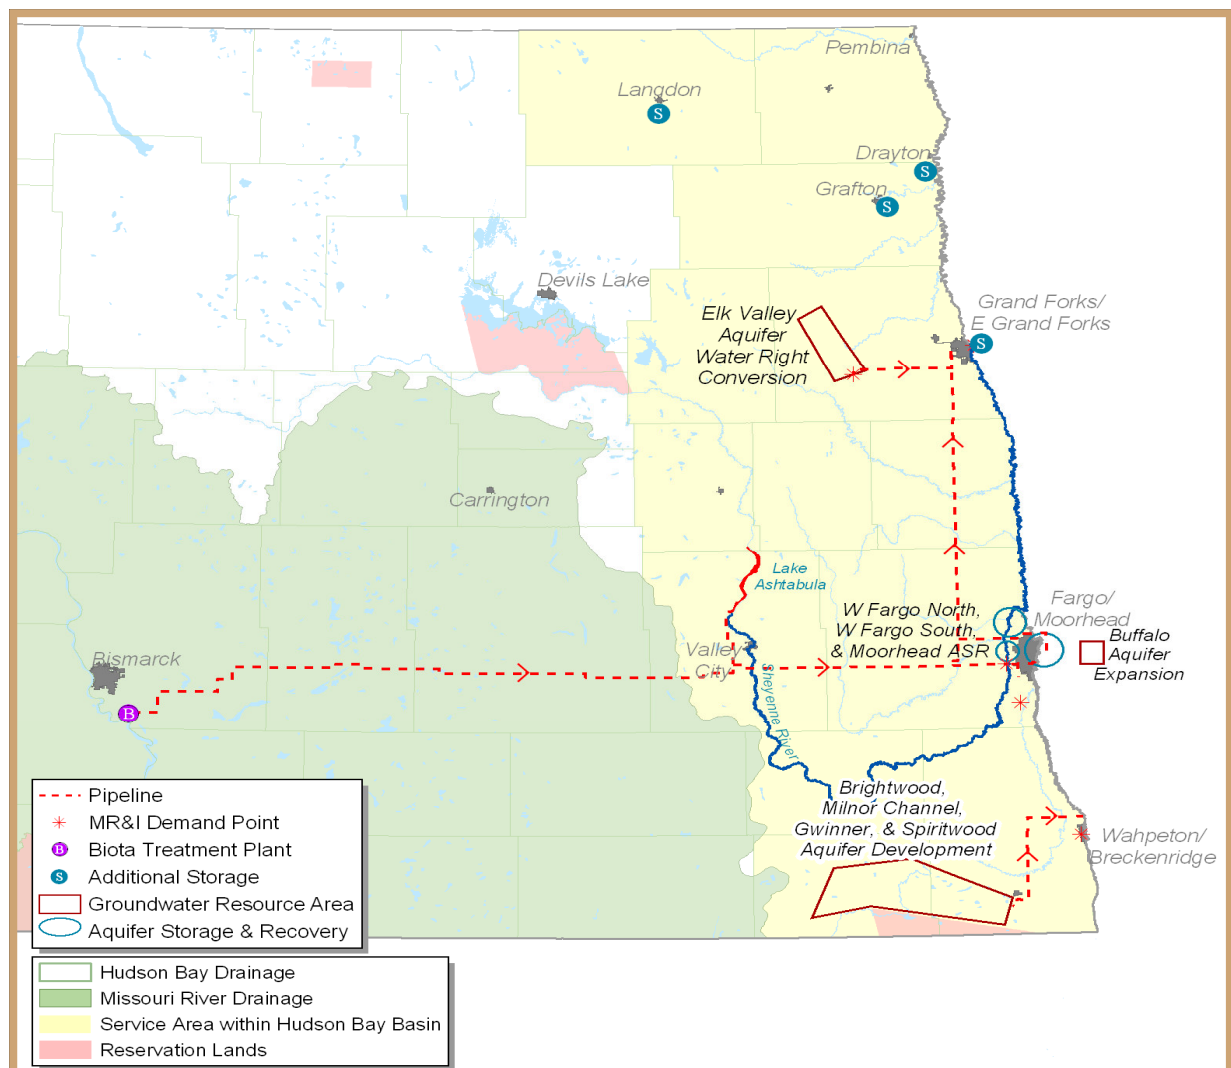 Pembina
Langdon
S
Drayton
S
Grafton
S
Devils Lake
Grand Forks/
E Grand Forks
S
Elk Valley
Aquifer
Water Right
Conversion
Carrington
Lake
Ashtabula
W Fargo North,
W Fargo South,
& Moorhead ASR
Fargo/
Moorhead
Buffalo
Aquifer
Expansion
Valley
City
Bismarck
B
Sheyenne River
Brightwood,
Milnor Channel,
Gwinner, & Spiritwood
Aquifer Development
Wahpeton/
Breckenridge
Pipeline
MR&I Demand Point
B Biota Treatment Plant
S Additional Storage
Groundwater Resource Area
Aquifer Storage & Recovery
Hudson Bay Drainage
Missouri River Drainage
Service Area within Hudson Bay Basin
Reservation Lands